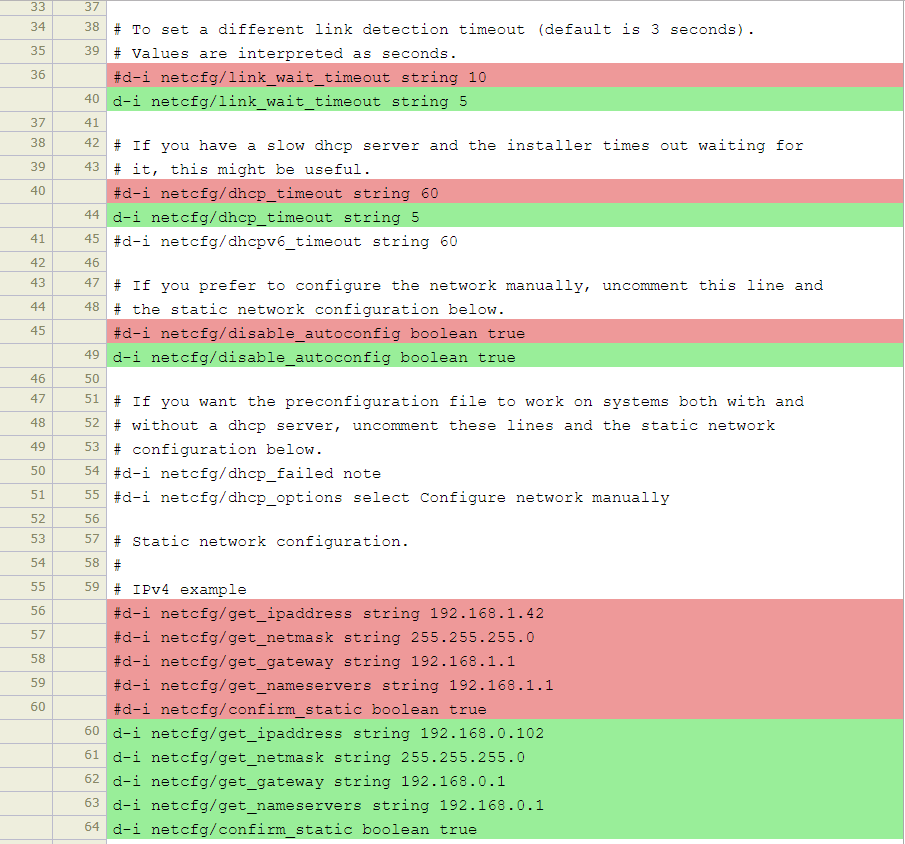 33 37
34 38 # To set a different link detection timeout (default is 3 seconds).
35 39 # Values are interpreted as seconds.
36 #d-i netcfg/link_wait_timeout string 10
40 d-i netcfg/link_wait_timeout string 5
37 41
38 42 # If you have a slow dhcp server and the installer times out waiting for
39 43 # it, this might be useful.
40 #d-i netcfg/dhcp_timeout string 60
44 d-i netcfg/dhcp_timeout string 5
41 45 #d-i netcfg/dhcpv6_timeout string 60
42 46
43 47 # If you prefer to configure the network manually, uncomment this line and
44 48 # the static network configuration below.
45 #d-i netcfg/disable_autoconfig boolean true
49 d-i netcfg/disable_autoconfig boolean true
46 50
47 51 # If you want the preconfiguration file to work on systems both with and
48 52 # without a dhcp server, uncomment these lines and the static network
49 53 # configuration below.
50 54 #d-i netcfg/dhcp_failed note
51 55 #d-i netcfg/dhcp_options select Configure network manually
52 56
53 57 # Static network configuration.
54 58 #
55 59 # IPv4 example
56 #d-i netcfg/get_ipaddress string 192.168.1.42
57 #d-i netcfg/get_netmask string 255.255.255.0
58 #d-i netcfg/get_gateway string 192.168.1.1
59 #d-i netcfg/get_nameservers string 192.168.1.1
60 #d-i netcfg/confirm_static boolean true
60 d-i netcfg/get_ipaddress string 192.168.0.102
61 d-i netcfg/get_netmask string 255.255.255.0
62 d-i netcfg/get_gateway string 192.168.0.1
63 d-i netcfg/get_nameservers string 192.168.0.1
64 d-i netcfg/confirm_static boolean true